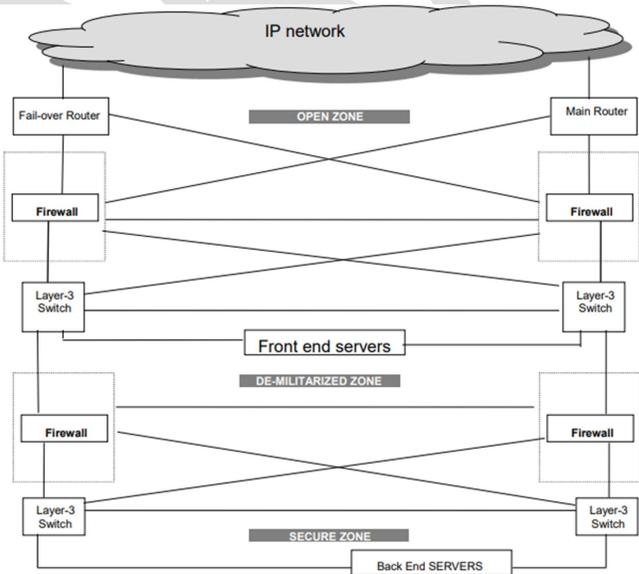 IP network
Fail-over Router
OPEN ZONE
Main Router
Firewall
Firewall
Layer-3
Switch
Layer-3
Switch
Front end servers
DE-MILITARIZED ZONE
Firewall
Firewall
Layer-3
Switch
Layer-3
Switch
SECURE ZONE
Back End SERVERS